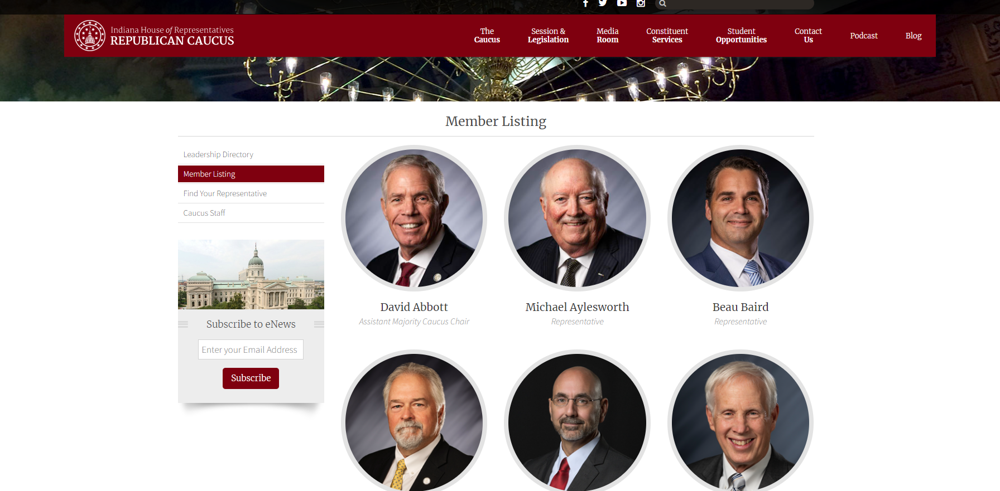 Indiana House of Representatives
REPUBLICAN CAUCUS
The
Caucus
Session &
Legislation
Media
Room
Constituent
Services
Student
Opportunities
Contact
Us
Podcast
Blog
Member Listing
Leadership Directory
Member Listing
Find Your Representative
Caucus Staff
Subscribe to eNews
Enter your Email Address
Subscribe
David Abbott
Assistant Majority Caucus Chair
Michael Aylesworth
Representative
Beau Baird
Representative